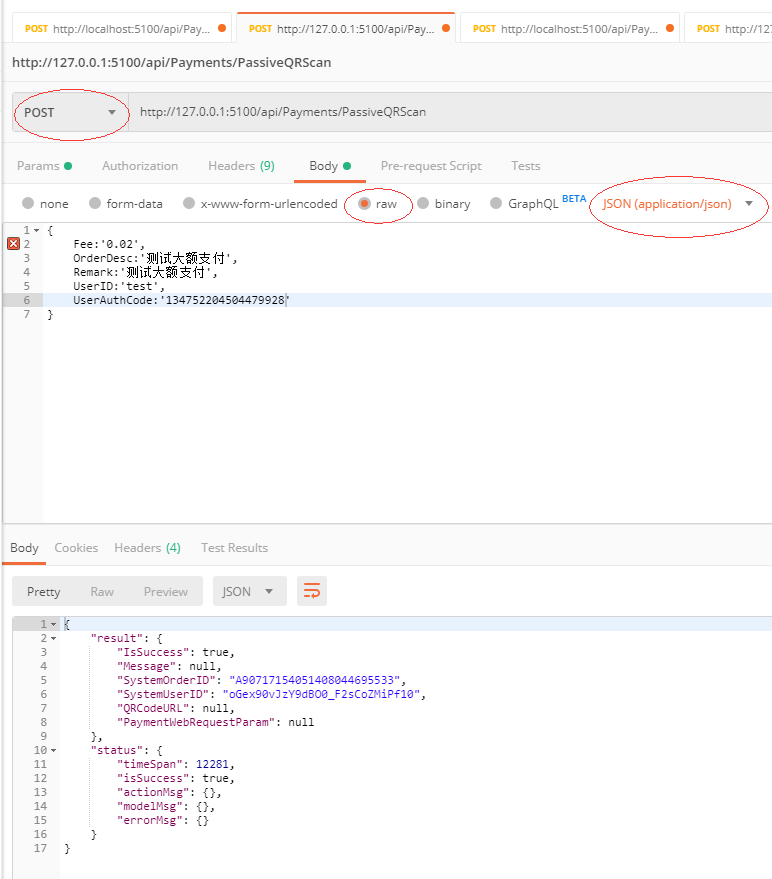 POST http://localhost:5100/api/Pay... POST http://127.0.0.1:5100/api/Pay... POST http://localhost:5100/api/Pay... POST http://127
http://127.0.0.1:5100/api/Payments/PassiveQRScan
POST http://127.0.0.1:5100/api/Payments/PassiveQRScan
Params Authorization Headers (9) Body Pre-request Script Tests
none form-data x-www-form-urlencoded raw binary GraphQL BETA JSON (application/json)
1 {
2 Fee:'0.02',
3 OrderDesc:'测试大额支付',
4 Remark:'测试大额支付',
5 UserID:'test',
6 UserAuthCode:'134752204504479928'
7 }
Body Cookies Headers (4) Test Results
Pretty Raw Preview JSON
1 {
2 "result": {
3 "IsSuccess": true,
4 "Message": null,
5 "SystemOrderID": "A90717154051408044695533",
6 "SystemUserID": "oGex90vJzY9dBO0_F2sCoZMiPf10",
7 "QRCodeURL": null,
8 "PaymentWebRequestParam": null
9 },
10 "status": {
11 "timeSpan": 12281,
12 "isSuccess": true,
13 "actionMsg": {},
14 "modelMsg": {},
15 "errorMsg": {}
16 }
17 }